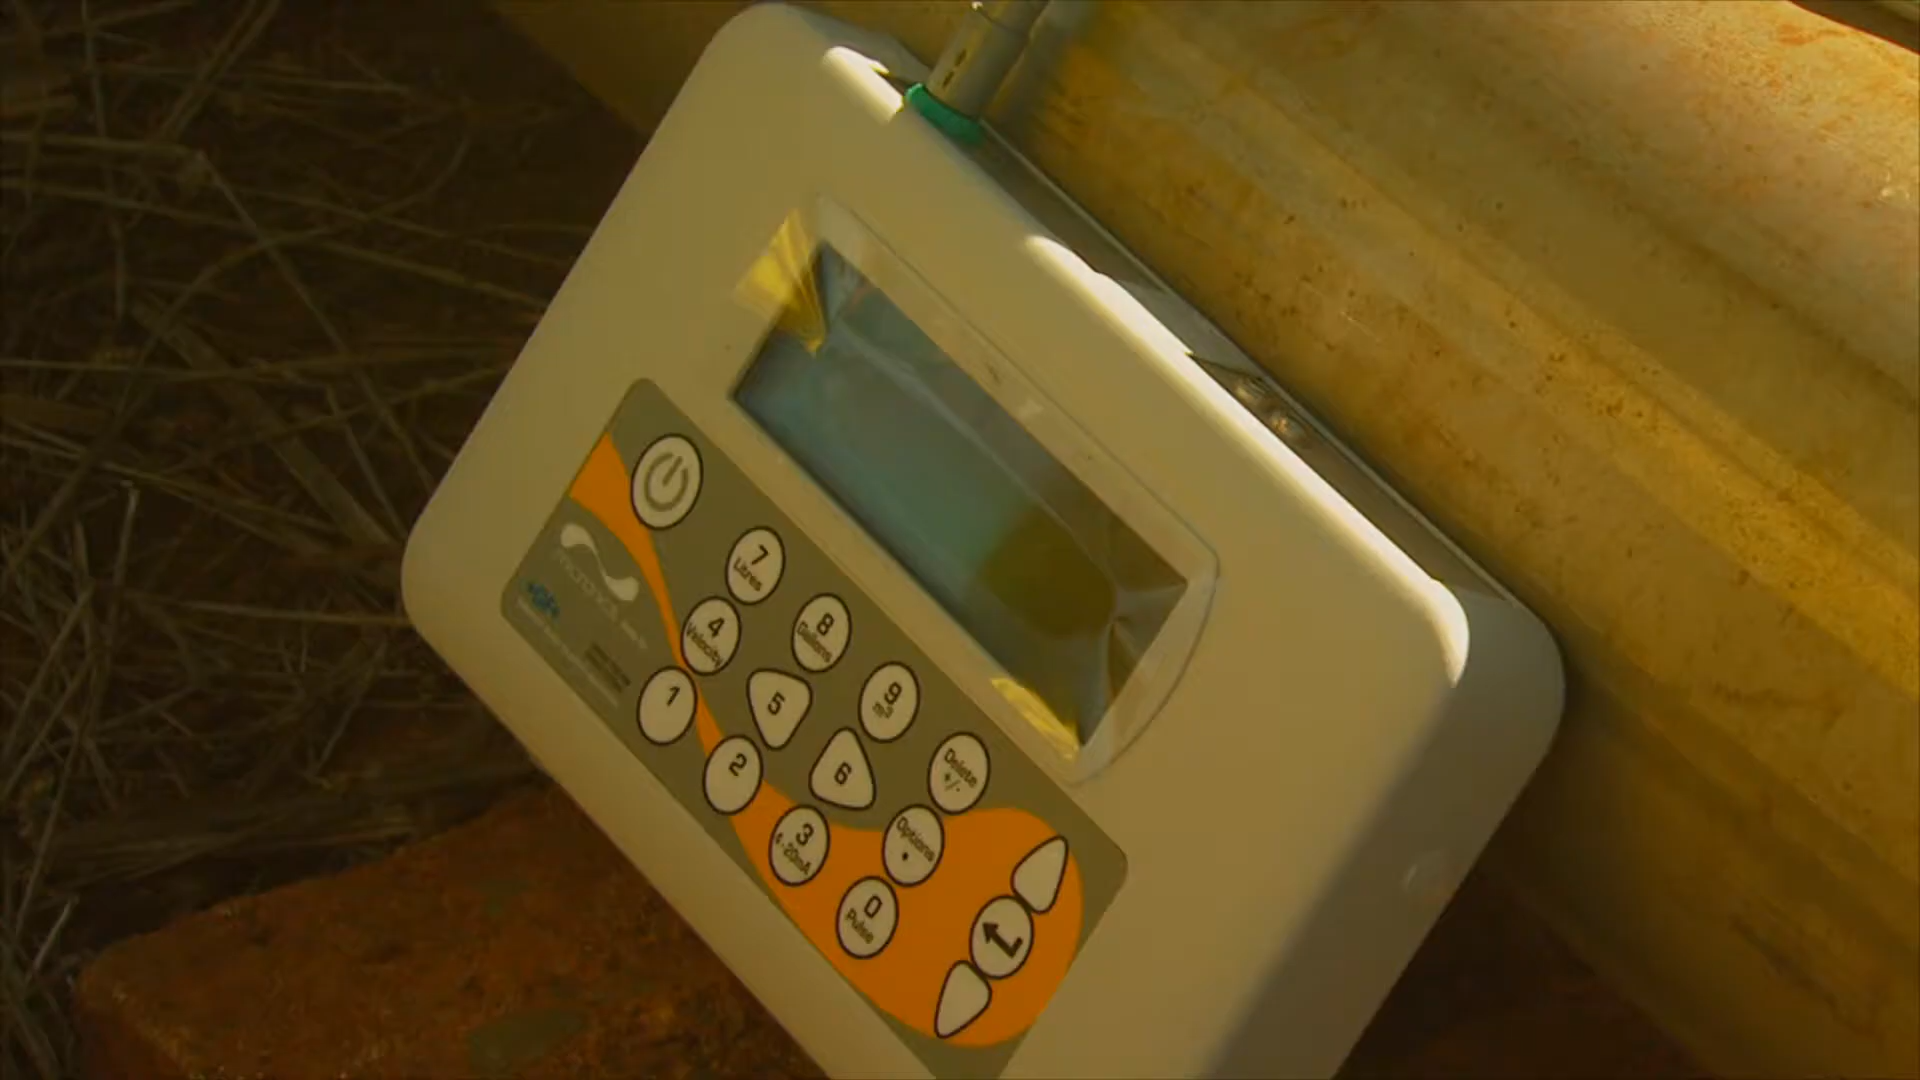 7
Litres
8
Gallons
9
m³
Delete
+/-
4
Velocity
5
6
Options
•
1
2
3
4-20mA
0
Pulse
micronics